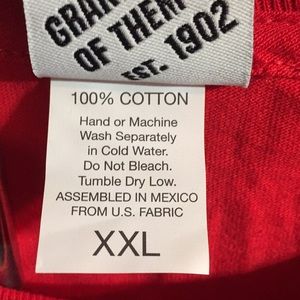 GRAN
OF THEM
EST. 1902
100% COTTON
Hand or Machine
Wash Separately
in Cold Water.
Do Not Bleach.
Tumble Dry Low.
ASSEMBLED IN MEXICO
FROM U.S. FABRIC
XXL